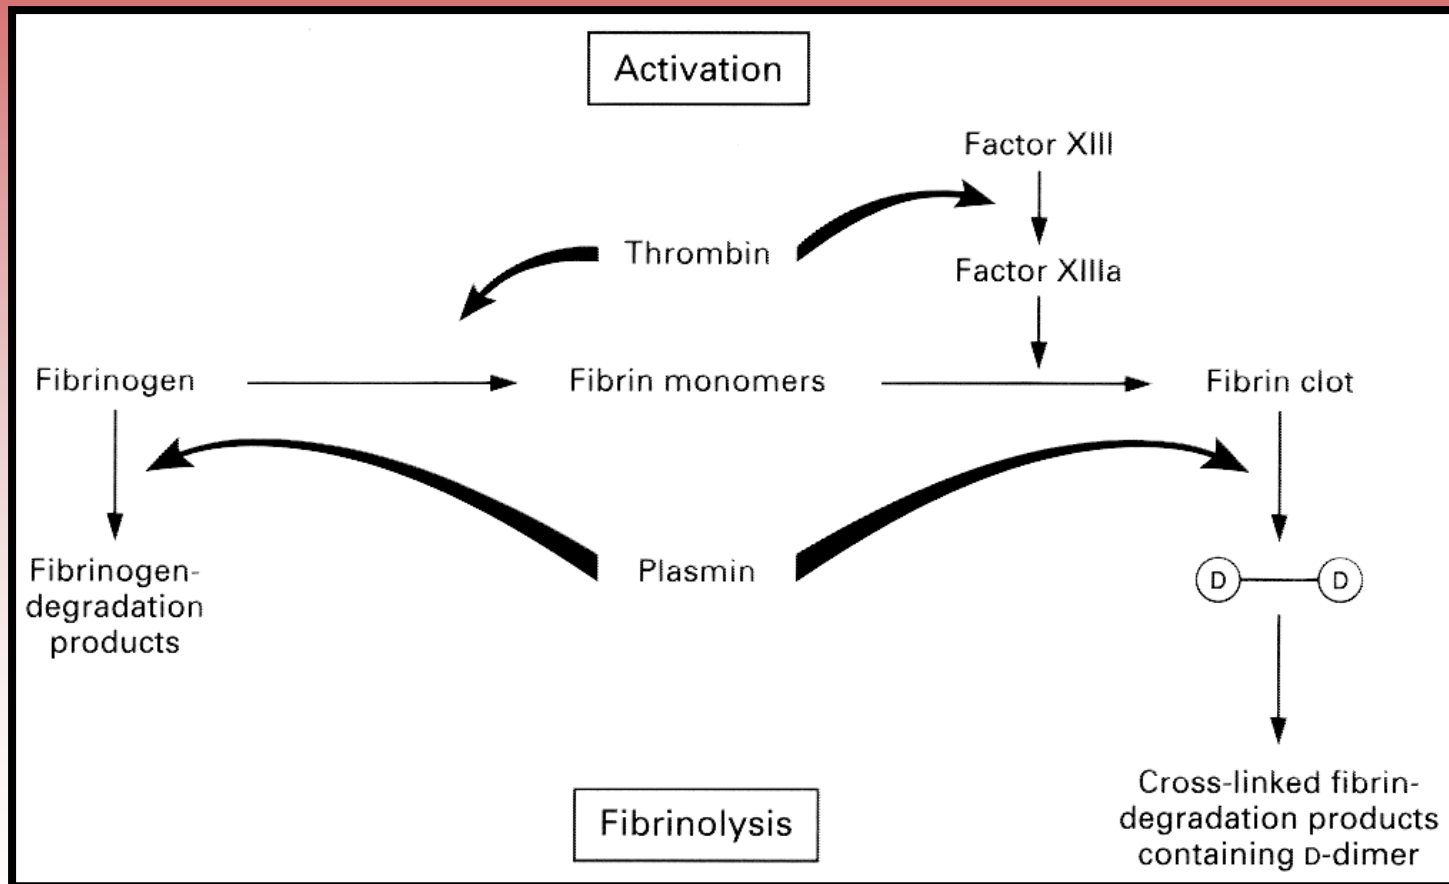 Activation
Factor XIII
Thrombin
Factor XIIIa
Fibrinogen
Fibrin monomers
Fibrin clot
Fibrinogen-
degradation
products
Plasmin
D
D
Cross-linked fibrin-
degradation products
containing D-dimer
Fibrinolysis